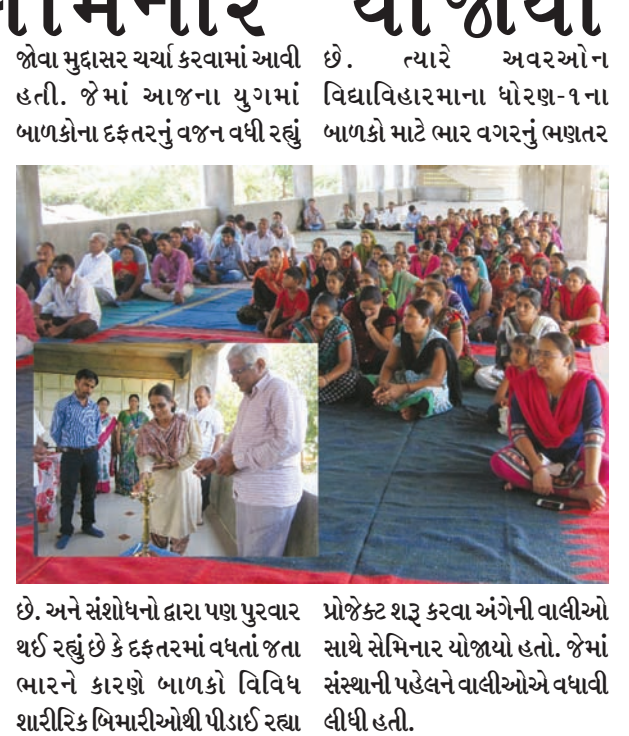 સેમિનાર યોજાયો
જોવા મુદ્દાસર ચર્ચા કરવામાં આવી
હતી. જેમાં આજના યુગમાં
બાળકોના દફતરનું વજન વધી રહ્યું
છે. અને સંશોધનો દ્વારા પણ પુરવાર
થઈ રહ્યું છે કે દફતરમાં વધતાં જતા
ભારને કારણે બાળકો વિવિધ
શારીરિક બિમારીઓથી પીડાઈ રહ્યા
છે. ત્યારે અવરઓન
વિદ્યાવિહારમાના ધોરણ-૧ના
બાળકો માટે ભાર વગરનું ભણતર
પ્રોજેક્ટ શરૂ કરવા અંગેની વાલીઓ
સાથે સેમિનાર યોજાયો હતો. જેમાં
સંસ્થાની પહેલને વાલીઓએ વધાવી
લીધી હતી.